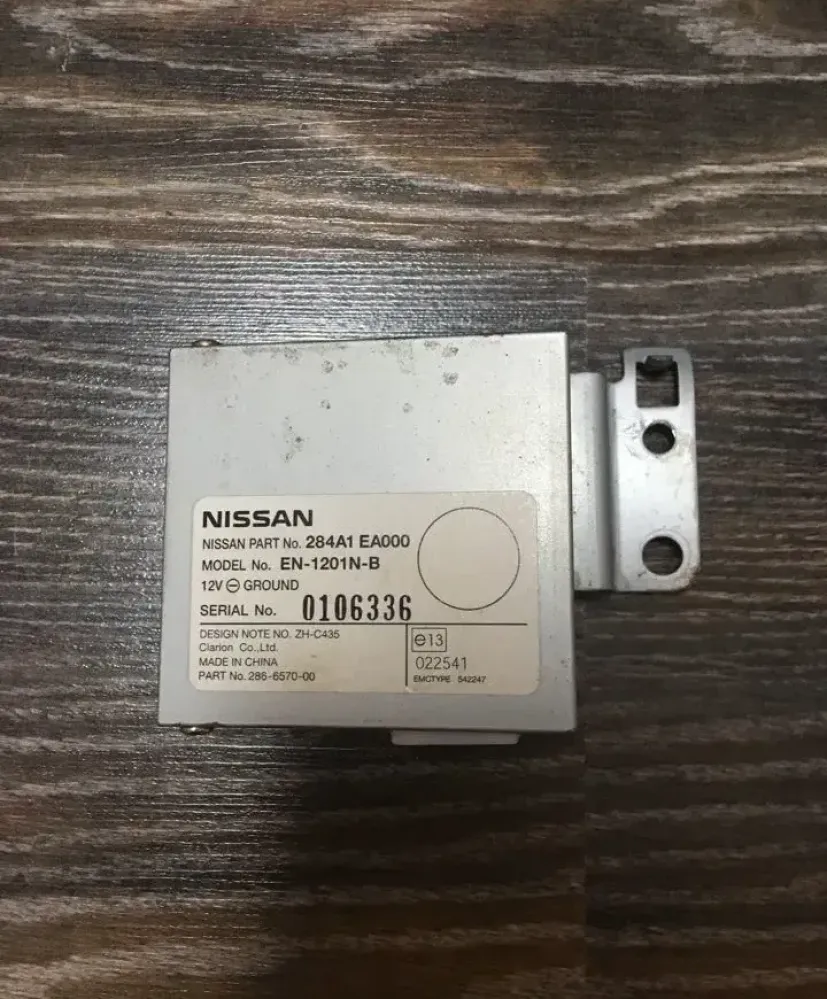 NISSAN
NISSAN PART No. 284A1 EA000
MODEL No. EN-1201N-B
12V ⊖ GROUND
SERIAL No. 0106336
DESIGN NOTE NO. ZH-C435
Clarion Co.,Ltd.
MADE IN CHINA
PART No. 286-6570-00
e13
022541
EMCTYPE 542247